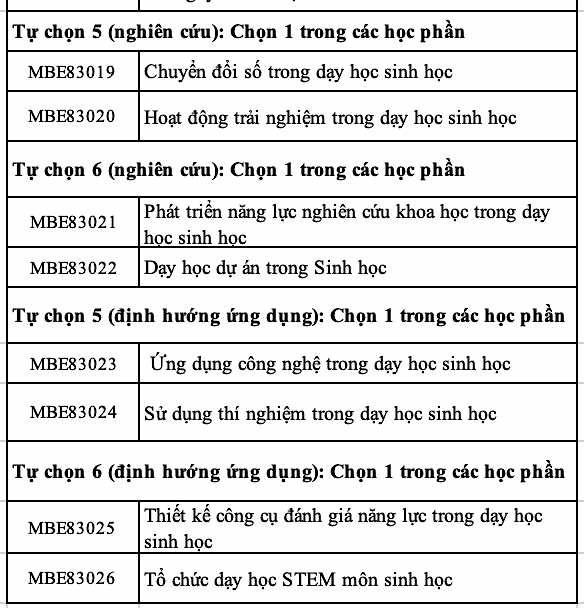 Tự chọn 5 (nghiên cứu): Chọn 1 trong các học phần
MBE83019 Chuyển đổi số trong dạy học sinh học
MBE83020 Hoạt động trải nghiệm trong dạy học sinh học
Tự chọn 6 (nghiên cứu): Chọn 1 trong các học phần
MBE83021 Phát triển năng lực nghiên cứu khoa học trong dạy
học sinh học
MBE83022 Dạy học dự án trong Sinh học
Tự chọn 5 (định hướng ứng dụng): Chọn 1 trong các học phần
MBE83023 Ứng dụng công nghệ trong dạy học sinh học
MBE83024 Sử dụng thí nghiệm trong dạy học sinh học
Tự chọn 6 (định hướng ứng dụng): Chọn 1 trong các học phần
MBE83025 Thiết kế công cụ đánh giá năng lực trong dạy học
sinh học
MBE83026 Tổ chức dạy học STEM môn sinh học